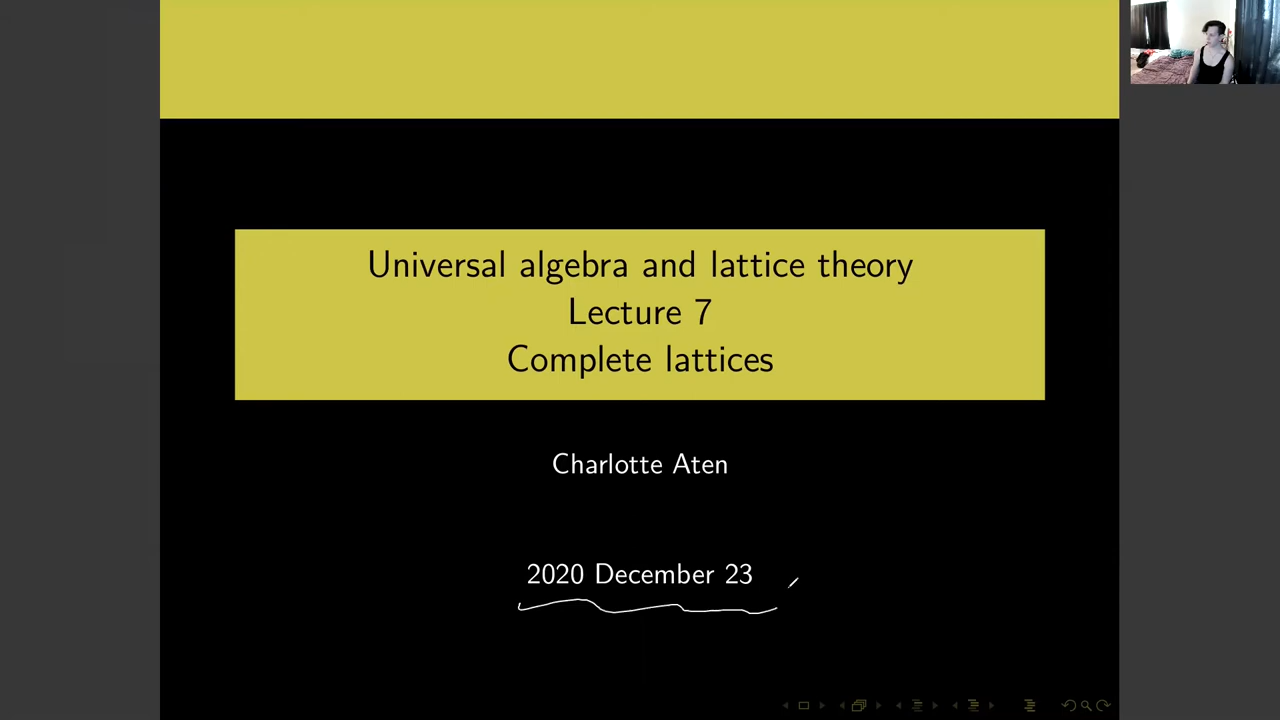 Universal algebra and lattice theory
Lecture 7
Complete lattices
Charlotte Aten
2020 December 23